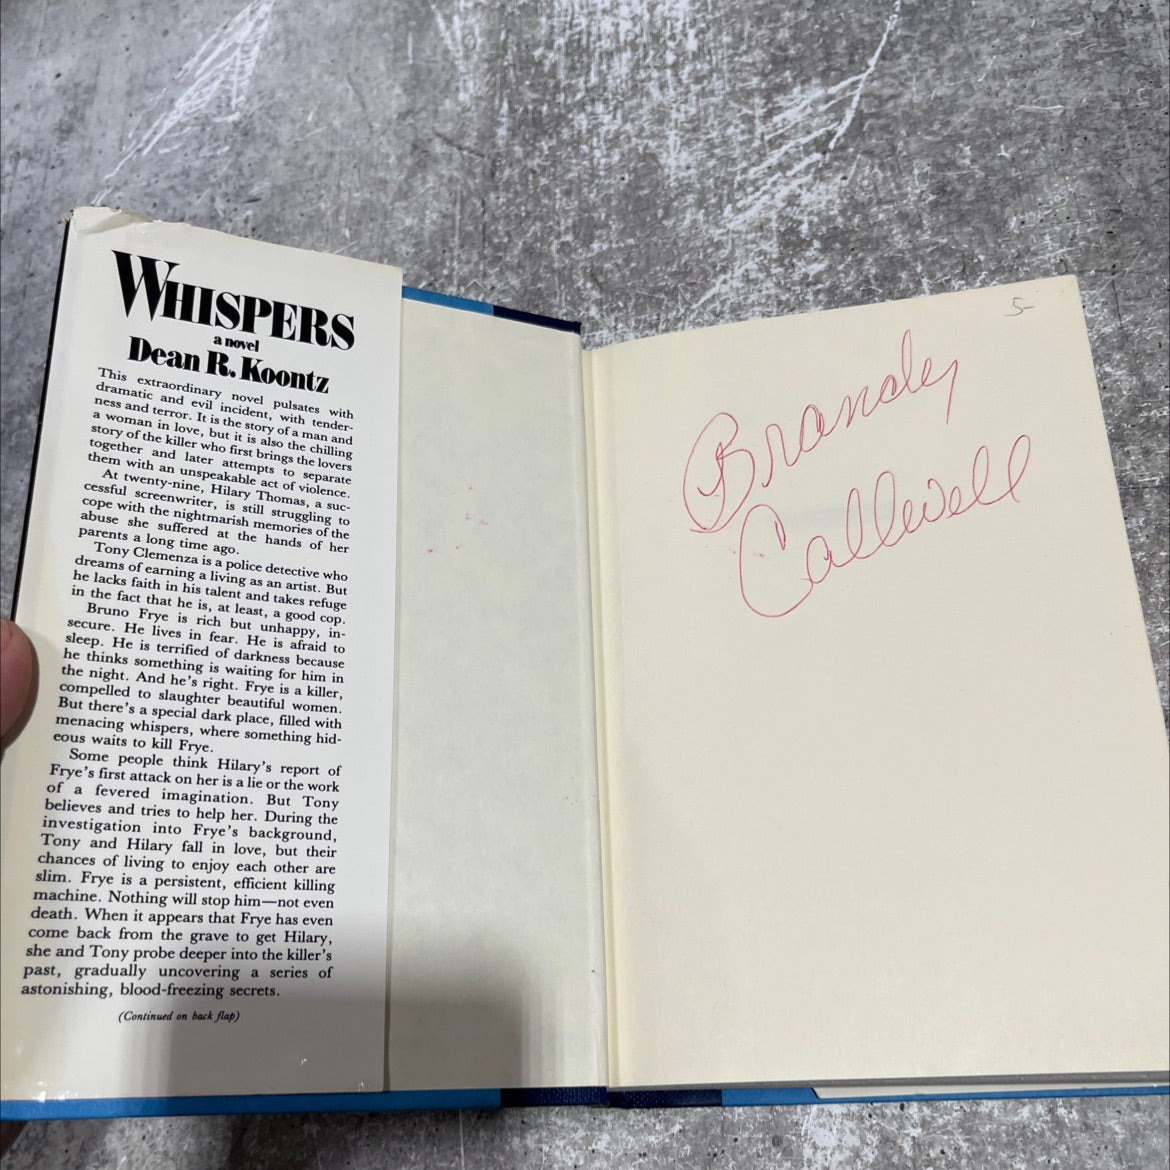 WHISPERS
a novel
Dean R. Koontz
This extraordinary novel pulsates with
dramatic and evil incident, with tender-
ness and terror. It is the story of a man and
a woman in love, but it is also the chilling
story of the killer who first brings the lovers
together and later attempts to separate
them with an unspeakable act of violence.
At twenty-nine, Hilary Thomas, a suc-
cessful screenwriter, is still struggling to
cope with the nightmarish memories of the
abuse she suffered at the hands of her
parents a long time ago.
Tony Clemenza is a police detective who
dreams of earning a living as an artist. But
he lacks faith in his talent and takes refuge
in the fact that he is, at least, a good cop.
Bruno Frye is rich but unhappy, in-
secure. He lives in fear. He is afraid to
sleep. He is terrified of darkness because
he thinks something is waiting for him in
the night. And he's right. Frye is a killer,
compelled to slaughter beautiful women.
But there's a special dark place, filled with
menacing whispers, where something hid-
eous waits to kill Frye.
Some people think Hilary's report of
Frye's first attack on her is a lie or the work
of a fevered imagination. But Tony
believes and tries to help her. During the
investigation into Frye's background,
Tony and Hilary fall in love, but their
chances of living to enjoy each other are
slim. Frye is a persistent, efficient killing
machine. Nothing will stop him—not even
death. When it appears that Frye has even
come back from the grave to get Hilary,
she and Tony probe deeper into the killer's
past, gradually uncovering a series of
astonishing, blood-freezing secrets.
(Continued on back flap)
5-
Brandy
Callwell